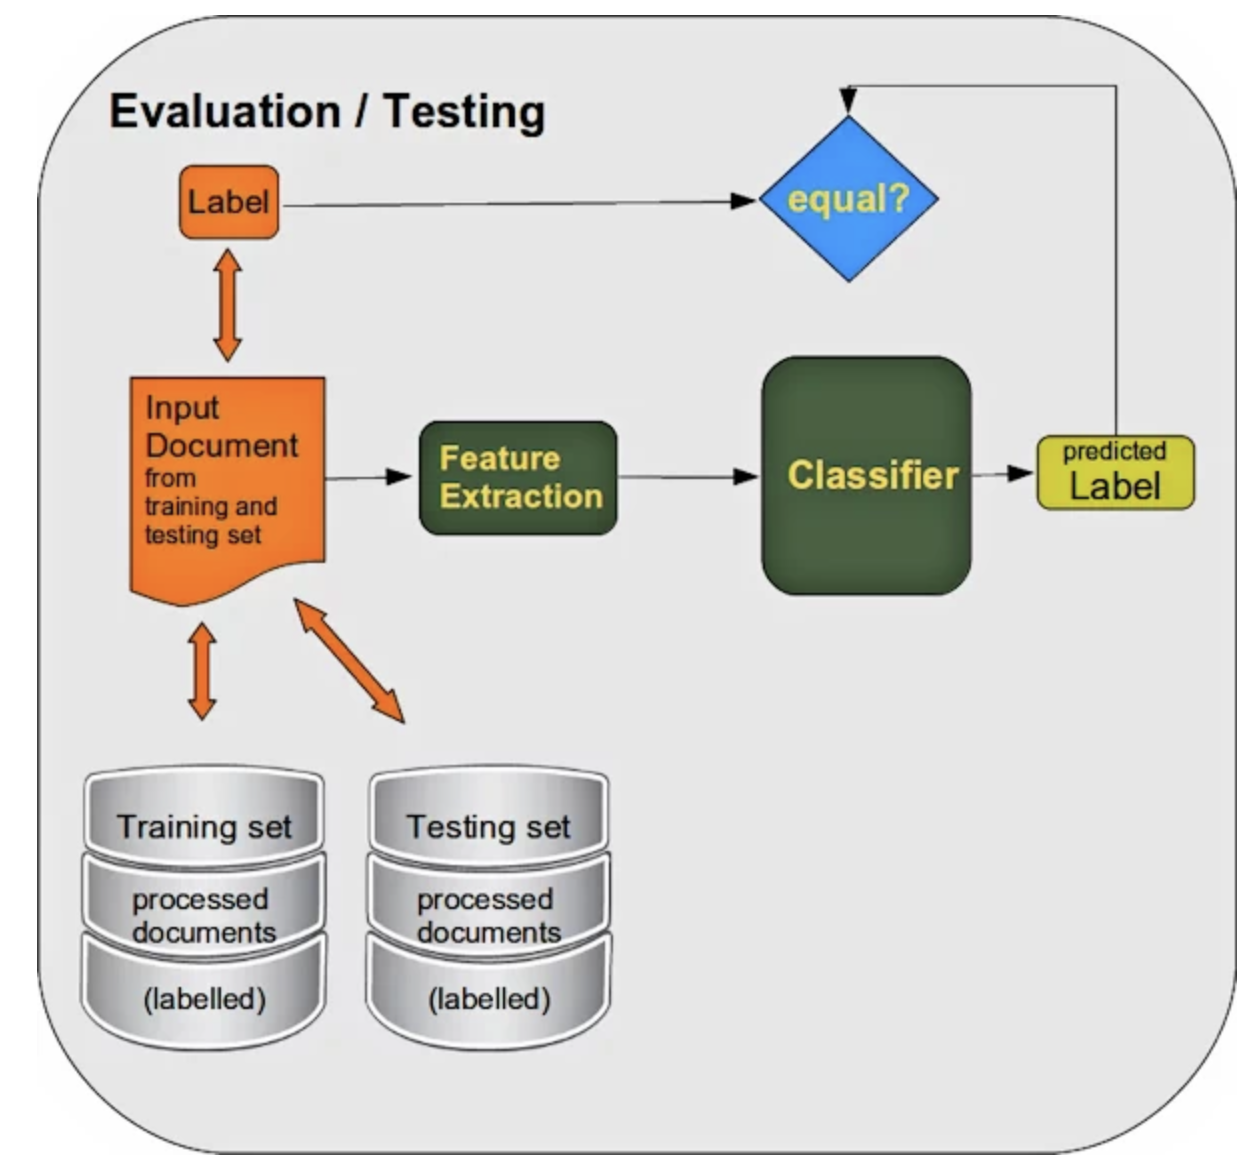 Evaluation / Testing
Label
equal?
Input
Document
from
training and
testing set
Feature
Extraction
Classifier
predicted
Label
Training set
processed
documents
(labelled)
Testing set
processed
documents
(labelled)